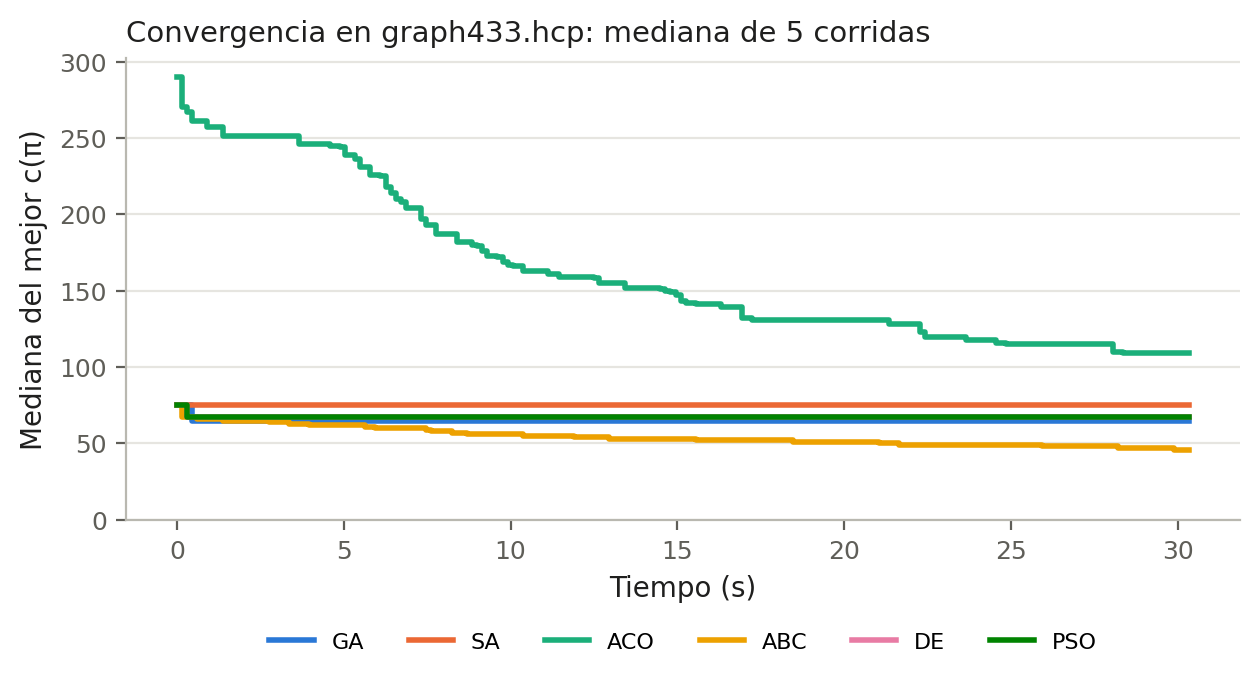 Convergencia en graph433.hcp: mediana de 5 corridas
300
250
200
150
100
50
0
Mediana del mejor c(π)
0 5 10 15 20 25 30
Tiempo (s)
GA SA ACO ABC DE PSO